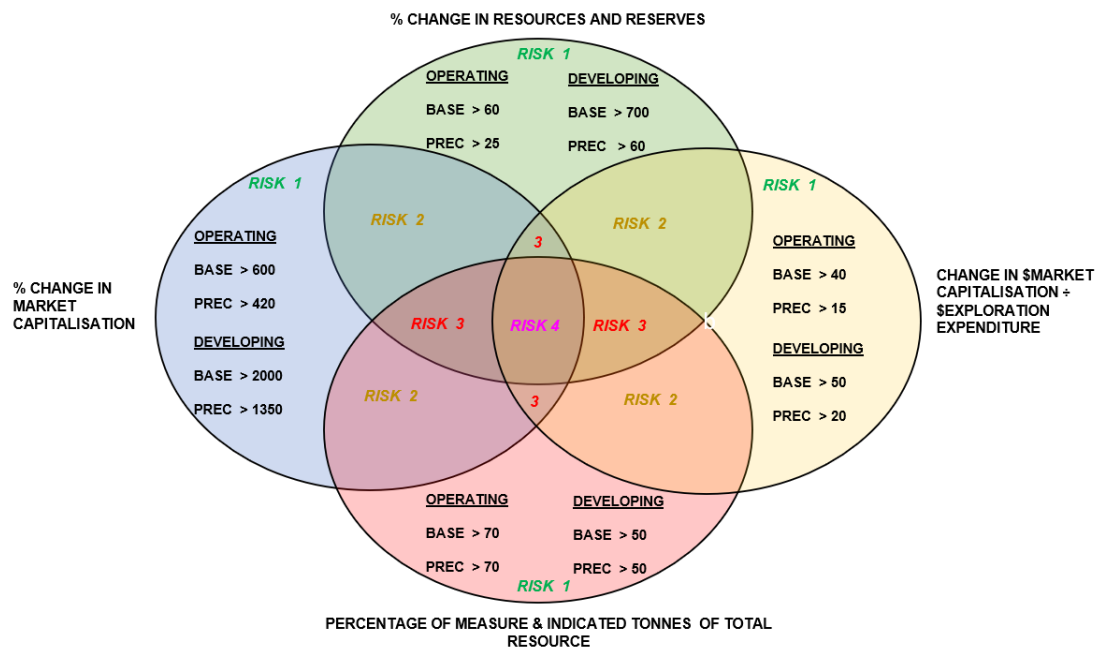 % CHANGE IN RESOURCES AND RESERVES
RISK 1
OPERATING
BASE > 60
PREC > 25
DEVELOPING
BASE > 700
PREC > 60
RISK 1
RISK 1
RISK 2
RISK 2
3
OPERATING
BASE > 600
PREC > 420
DEVELOPING
BASE > 2000
PREC > 1350
OPERATING
BASE > 40
PREC > 15
DEVELOPING
BASE > 50
PREC > 20
% CHANGE IN
MARKET
CAPITALISATION
CHANGE IN $MARKET
CAPITALISATION ÷
$EXPLORATION
EXPENDITURE
RISK 3
RISK 4
RISK 3
RISK 2
3
RISK 2
OPERATING
BASE > 70
PREC > 70
DEVELOPING
BASE > 50
PREC > 50
RISK 1
PERCENTAGE OF MEASURE & INDICATED TONNES OF TOTAL
RESOURCE